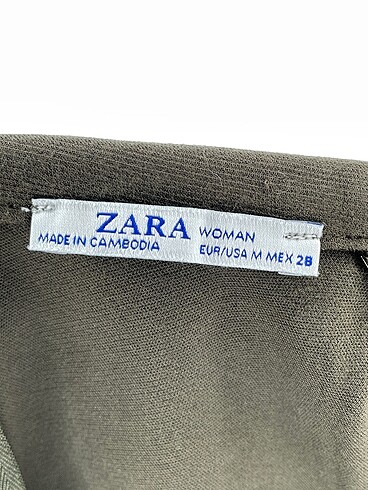 ZARA WOMAN
MADE IN CAMBODIA EUR/USA M MEX 28